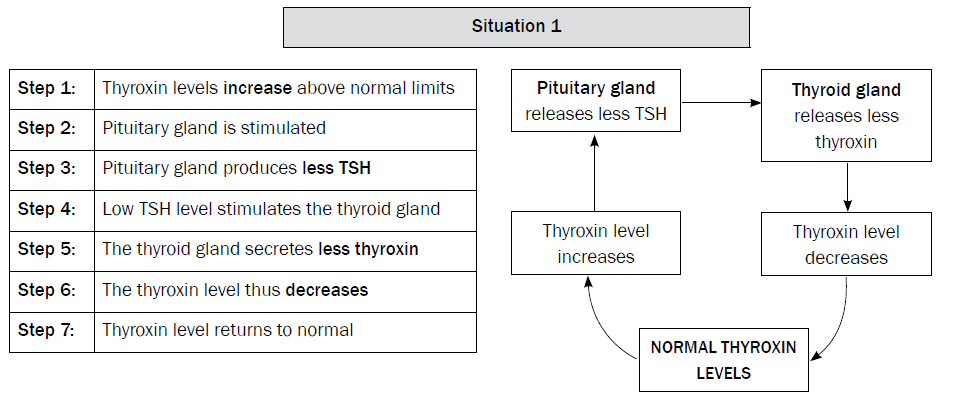 Situation 1
Step 1: Thyroxin levels increase above normal limits
Step 2: Pituitary gland is stimulated
Step 3: Pituitary gland produces less TSH
Step 4: Low TSH level stimulates the thyroid gland
Step 5: The thyroid gland secretes less thyroxin
Step 6: The thyroxin level thus decreases
Step 7: Thyroxin level returns to normal
Pituitary gland
releases less TSH
Thyroid gland
releases less
thyroxin
Thyroxin level
increases
Thyroxin level
decreases
NORMAL THYROXIN
LEVELS